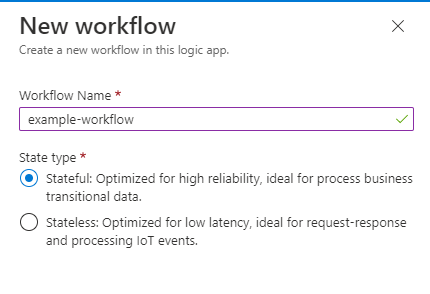 New workflow
Create a new workflow in this logic app.
Workflow Name *
example-workflow
State type *
Stateful: Optimized for high reliability, ideal for process business
transitional data.
Stateless: Optimized for low latency, ideal for request-response
and processing IoT events.